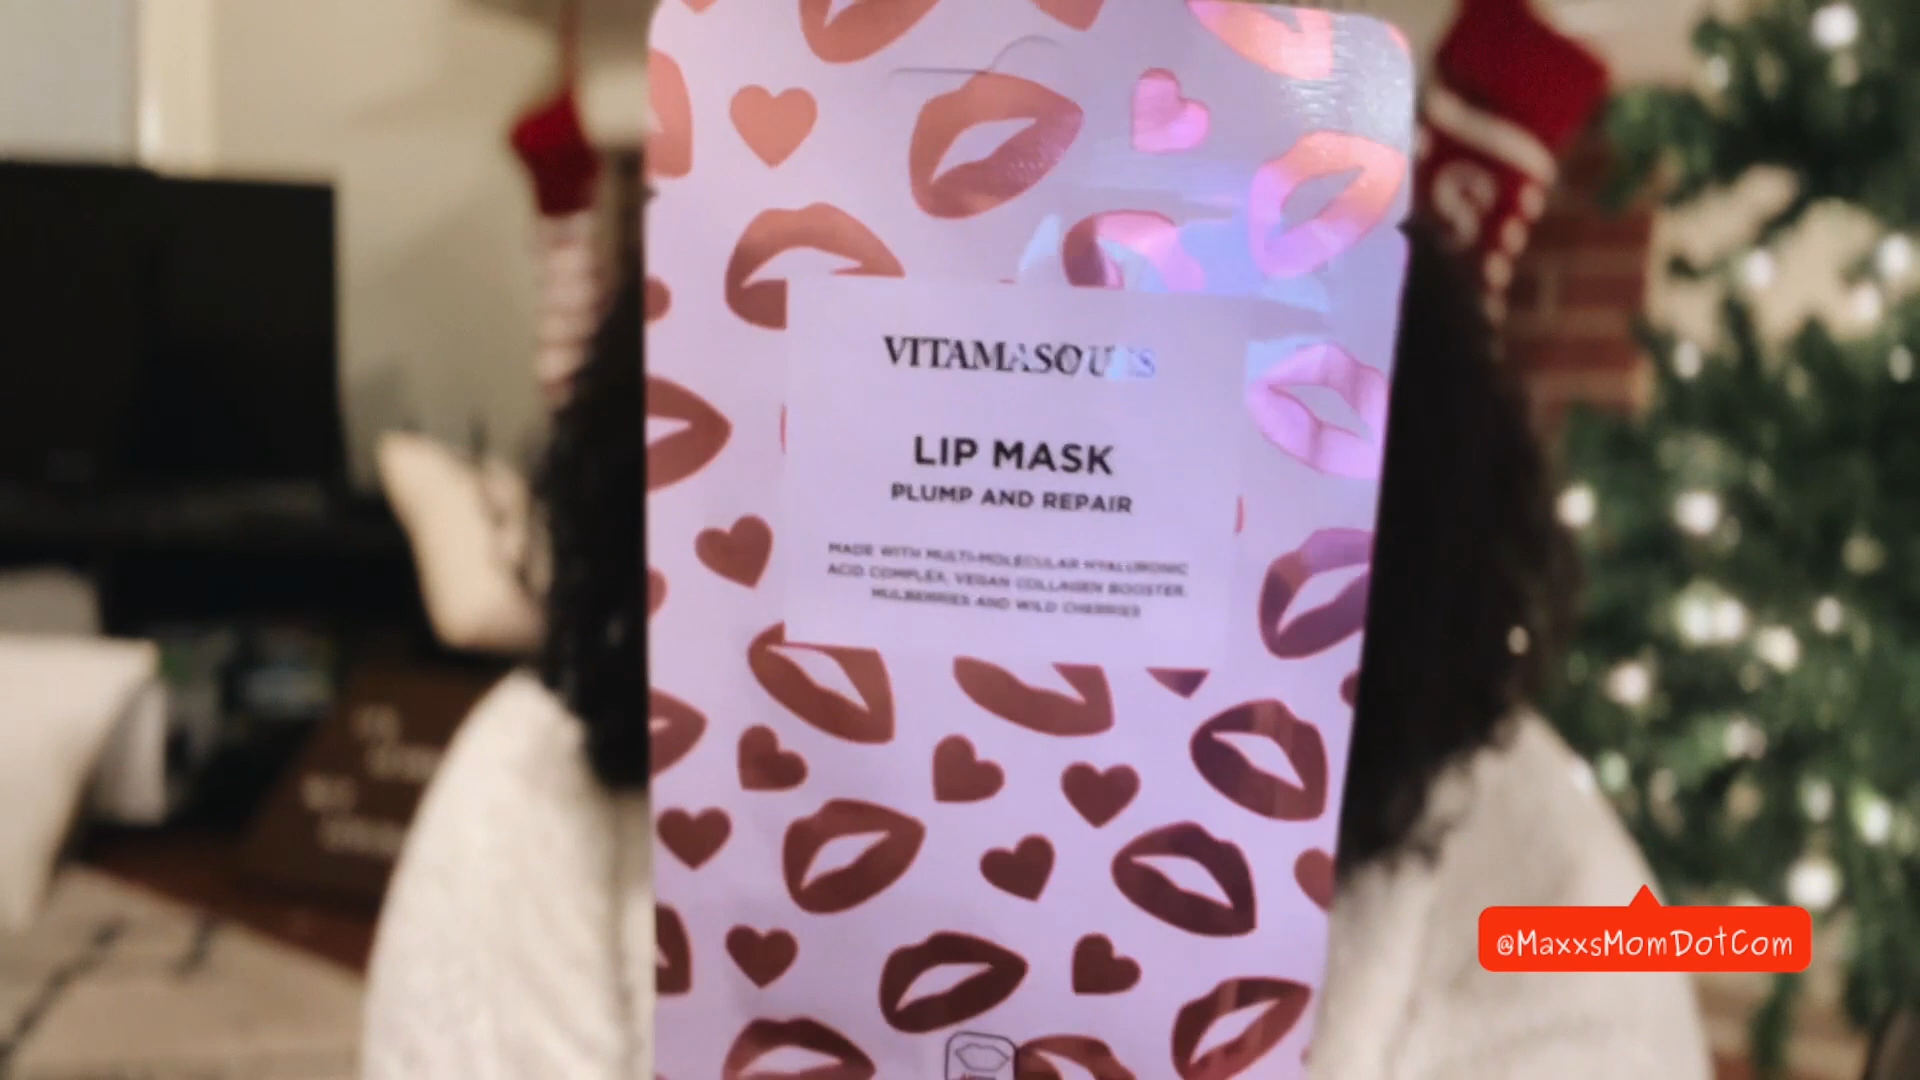 VITAMASQUES
LIP MASK
PLUMP AND REPAIR
MADE WITH MULTI-MOLECULAR HYALURONIC
ACID COMPLEX, VEGAN COLLAGEN BOOSTER,
MULBERRIES AND WILD CHERRIES
@MaxxsMomDotCom